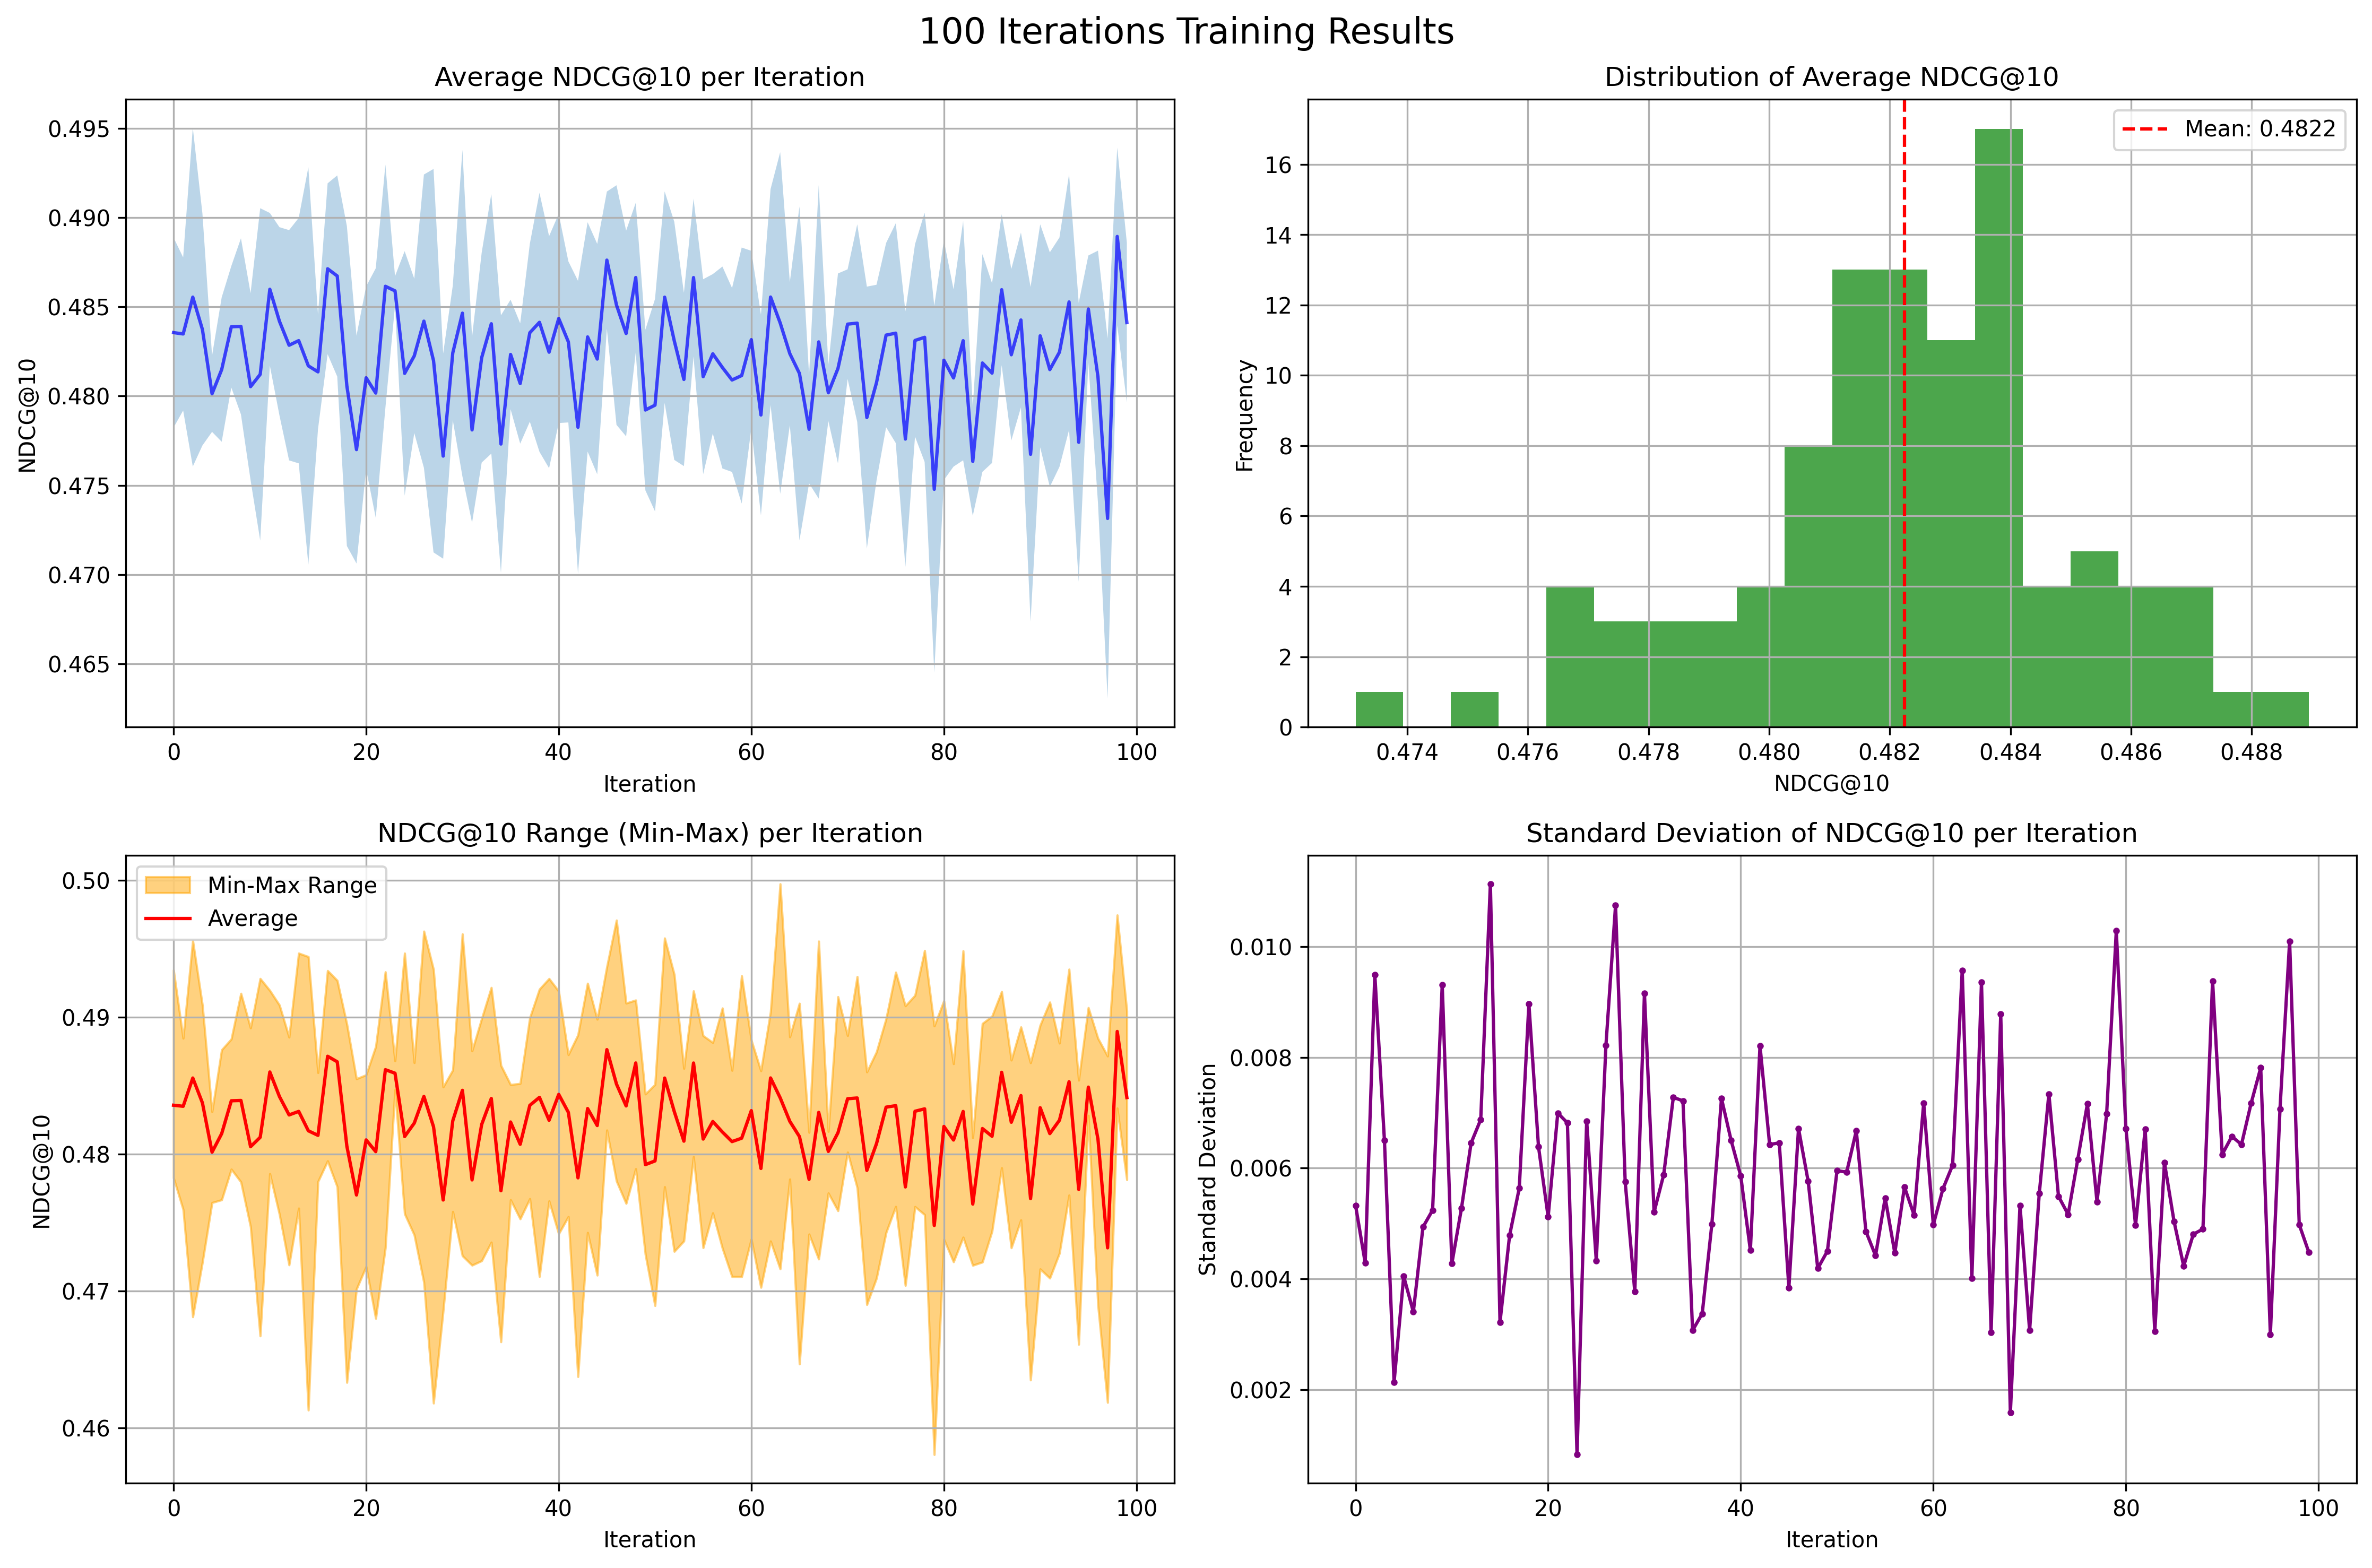 100 Iterations Training Results
Average NDCG@10 per Iteration
NDCG@10
0.495
0.490
0.485
0.480
0.475
0.470
0.465
0 20 40 60 80 100
Iteration
Distribution of Average NDCG@10
Mean: 0.4822
Frequency
16
14
12
10
8
6
4
2
0
0.474 0.476 0.478 0.480 0.482 0.484 0.486 0.488
NDCG@10
NDCG@10 Range (Min-Max) per Iteration
Min-Max Range
Average
NDCG@10
0.50
0.49
0.48
0.47
0.46
0 20 40 60 80 100
Iteration
Standard Deviation of NDCG@10 per Iteration
Standard Deviation
0.010
0.008
0.006
0.004
0.002
0 20 40 60 80 100
Iteration